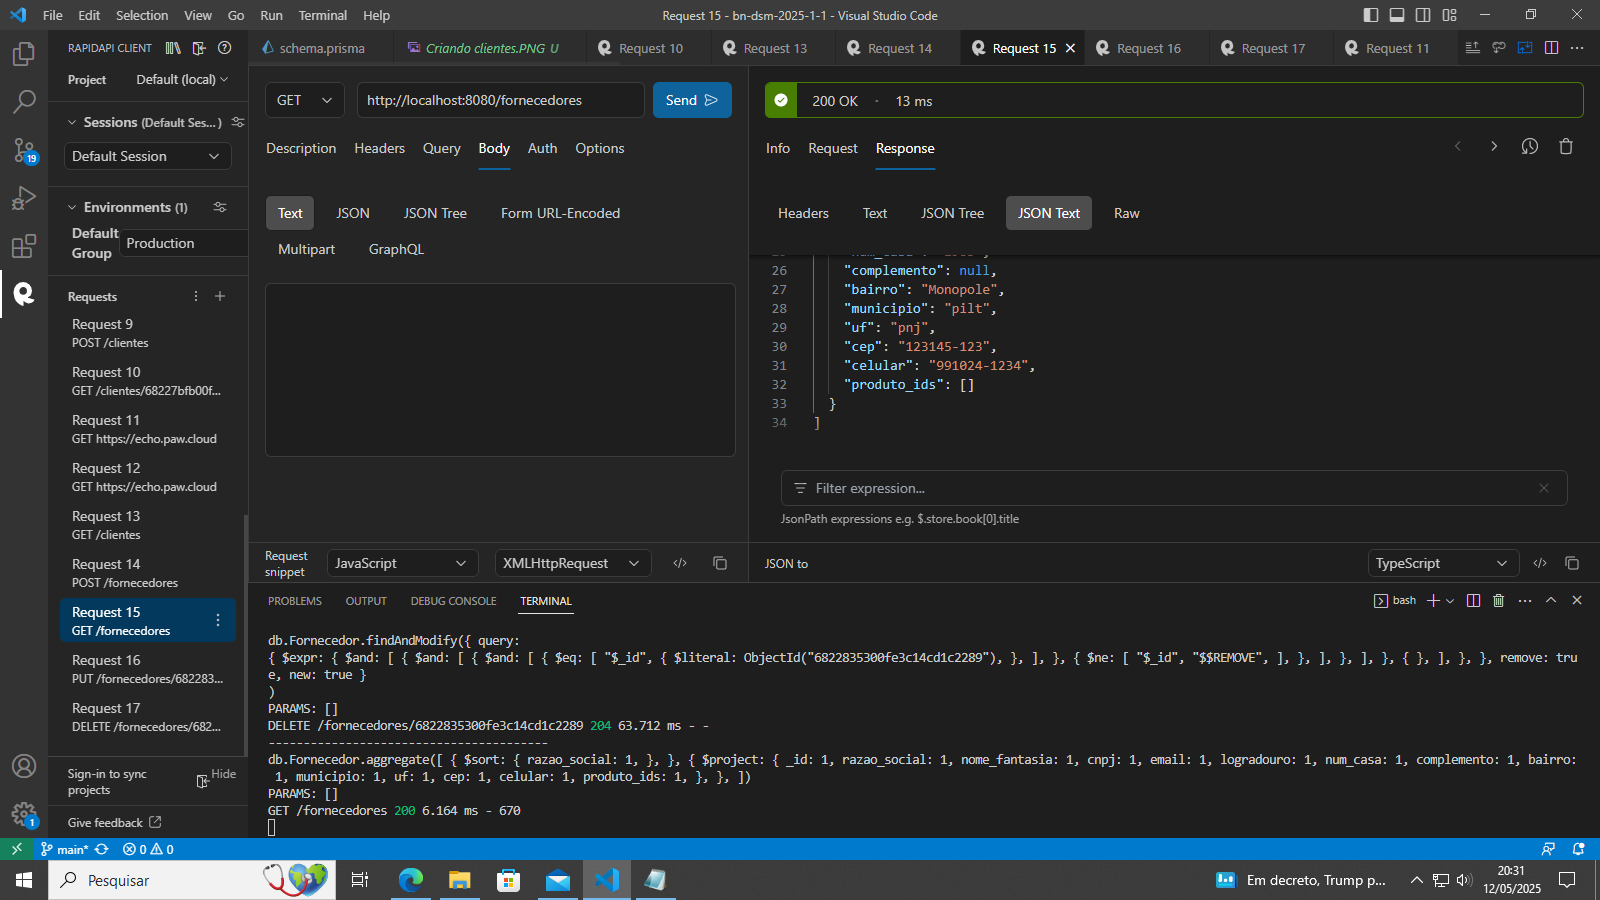 File Edit Selection View Go Run Terminal Help
Request 15 - bn-dsm-2025-1-1 - Visual Studio Code
RAPIDAPI CLIENT
schema.prisma
Criando clientes.PNG U
Request 10
Request 13
Request 14
Request 15
Request 16
Request 17
Request 11
Project Default (local)
Sessions (Default Ses... )
Default Session
Environments (1)
Default Group
Production
Requests
Request 9
POST /clientes
Request 10
GET /clientes/68227bfb00f...
Request 11
GET https://echo.paw.cloud
Request 12
GET https://echo.paw.cloud
Request 13
GET /clientes
Request 14
POST /fornecedores
Request 15
GET /fornecedores
Request 16
PUT /fornecedores/682283...
Request 17
DELETE /fornecedores/682...
Sign-in to sync projects
Hide
Give feedback
19
1
GET
http://localhost:8080/fornecedores
Send
Description Headers Query Body Auth Options
Text JSON JSON Tree Form URL-Encoded
Multipart GraphQL
Request snippet
JavaScript
XMLHttpRequest
200 OK · 13 ms
Info Request Response
Headers Text JSON Tree JSON Text Raw
26 "complemento": null,
27 "bairro": "Monopole",
28 "municipio": "pilt",
29 "uf": "pnj",
30 "cep": "123145-123",
31 "celular": "991024-1234",
32 "produto_ids": []
33 }
34 ]
Filter expression...
JsonPath expressions e.g. $.store.book[0].title
JSON to
TypeScript
PROBLEMS OUTPUT DEBUG CONSOLE TERMINAL
bash
db.Fornecedor.findAndModify({ query:
{ $expr: { $and: [ { $and: [ { $and: [ { $eq: [ "$_id", { $literal: ObjectId("6822835300fe3c14cd1c2289"), }, ], }, { $ne: [ "$_id", "$$REMOVE", ], }, ], }, ], }, { }, ], }, }, remove: tru
e, new: true }
)
PARAMS: []
DELETE /fornecedores/6822835300fe3c14cd1c2289 204 63.712 ms - -
----------------------------------------
db.Fornecedor.aggregate([ { $sort: { razao_social: 1, }, }, { $project: { _id: 1, razao_social: 1, nome_fantasia: 1, cnpj: 1, email: 1, logradouro: 1, num_casa: 1, complemento: 1, bairro:
1, municipio: 1, uf: 1, cep: 1, celular: 1, produto_ids: 1, }, }, ])
PARAMS: []
GET /fornecedores 200 6.164 ms - 670
main* 0 0
Pesquisar
Em decreto, Trump p...
20:31
12/05/2025